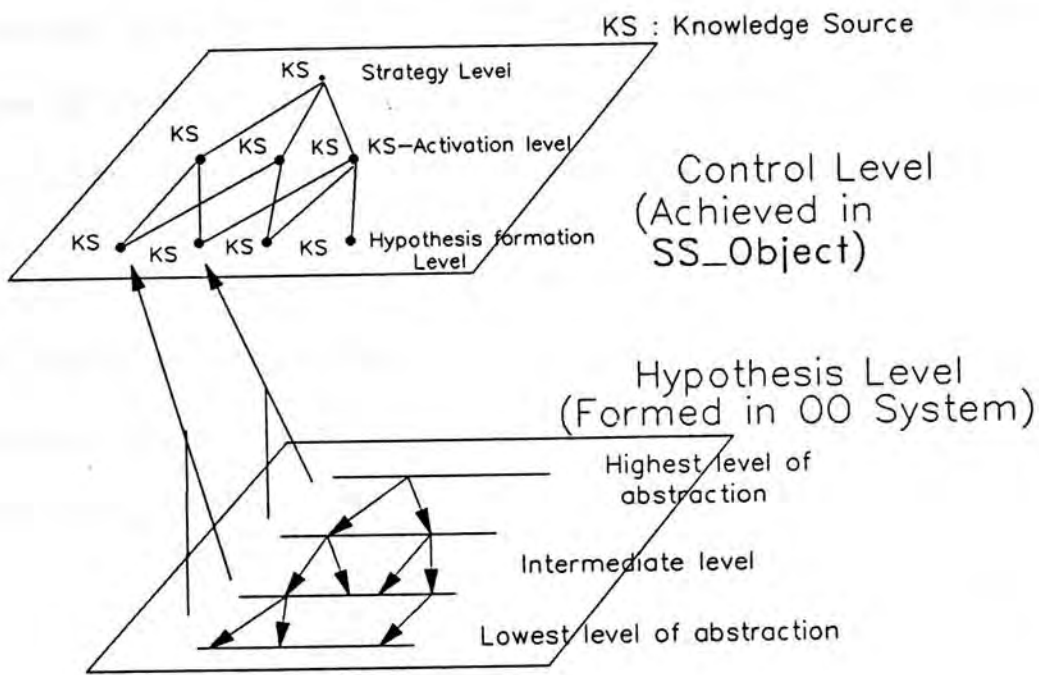 KS : Knowledge Source
KS Strategy Level
KS KS KS KS-Activation level
KS KS KS KS Hypothesis formation
Level
Control Level
(Achieved in
SS_Object)
Hypothesis Level
(Formed in OO System)
Highest level of
abstraction
Intermediate level
Lowest level of abstraction